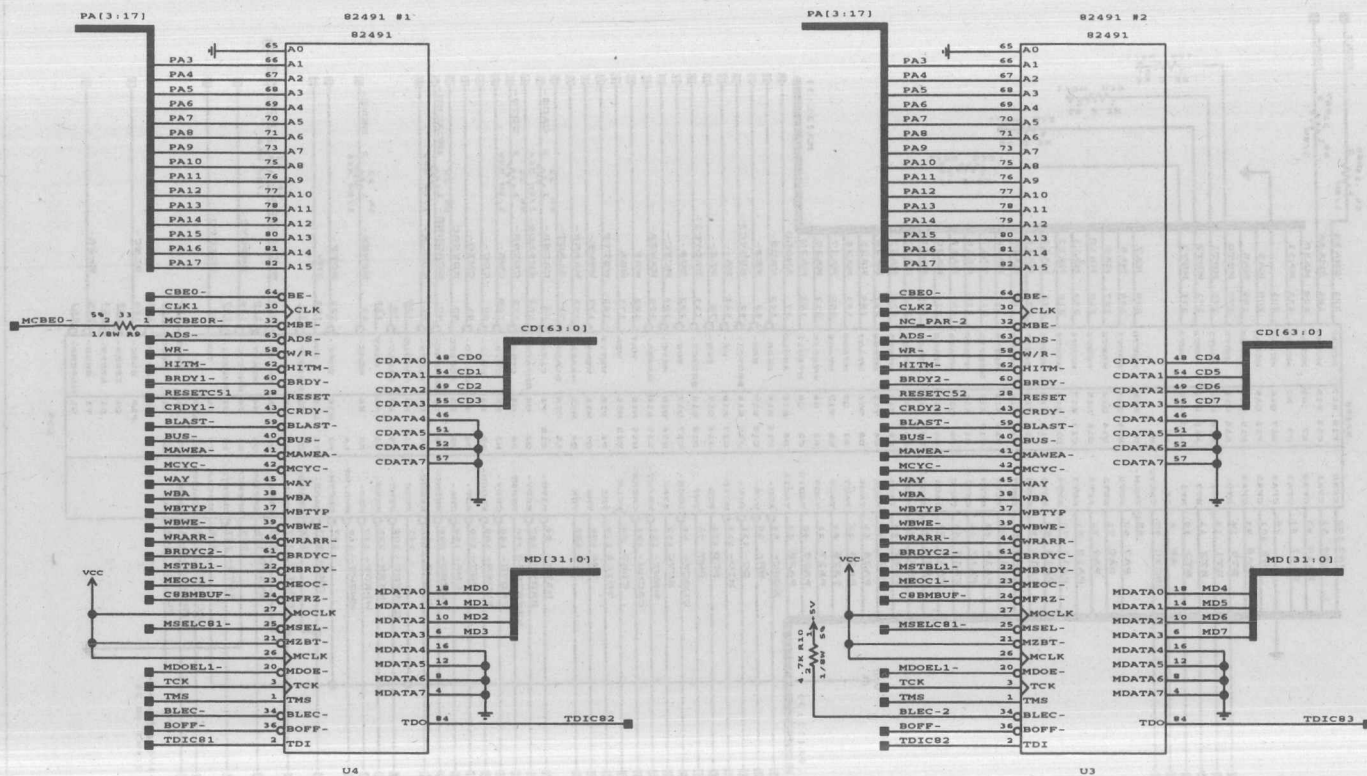 PA[3:17]
82491 #1
82491
65 A0
PA3 66 A1
PA4 67 A2
PA5 68 A3
PA6 69 A4
PA7 70 A5
PA8 71 A6
PA9 73 A7
PA10 75 A8
PA11 76 A9
PA12 77 A10
PA13 78 A11
PA14 79 A12
PA15 80 A13
PA16 81 A14
PA17 82 A15
CBE0- 64 BE-
CLK1 30 CLK
MCBE0- 5% 33 2 1 1/8W R9 MCBE0R- 32 MBE-
ADS- 63 ADS-
WR- 58 W/R-
HITM- 62 HITM-
BRDY1- 60 BRDY-
RESETC51 28 RESET
CRDY1- 43 CRDY-
BLAST- 59 BLAST-
BUS- 40 BUS-
MAWEA- 41 MAWEA-
MCYC- 42 MCYC-
WAY 45 WAY
WBA 38 WBA
WBTYP 37 WBTYP
WBWE- 39 WBWE-
WRARR- 44 WRARR-
BRDYC2- 61 BRDYC-
MSTBL1- 22 MBRDY-
MEOC1- 23 MEOC-
C8BMBUF- 24 MFRZ-
VCC
27 MOCLK
MSELC81- 25 MSEL-
21 MZBT-
26 MCLK
MDOEL1- 20 MDOE-
TCK 3 TCK
TMS 1 TMS
BLEC- 34 BLEC-
BOFF- 36 BOFF-
TDIC81 2 TDI
CD[63:0]
CDATA0 48 CD0
CDATA1 54 CD1
CDATA2 49 CD2
CDATA3 55 CD3
CDATA4 46
CDATA5 51
CDATA6 52
CDATA7 57
MD[31:0]
MDATA0 18 MD0
MDATA1 14 MD1
MDATA2 10 MD2
MDATA3 6 MD3
MDATA4 16
MDATA5 12
MDATA6 8
MDATA7 4
TDO 84 TDIC82
U4
PA[3:17]
82491 #2
82491
65 A0
PA3 66 A1
PA4 67 A2
PA5 68 A3
PA6 69 A4
PA7 70 A5
PA8 71 A6
PA9 73 A7
PA10 75 A8
PA11 76 A9
PA12 77 A10
PA13 78 A11
PA14 79 A12
PA15 80 A13
PA16 81 A14
PA17 82 A15
CBE0- 64 BE-
CLK2 30 CLK
NC_PAR-2 32 MBE-
ADS- 63 ADS-
WR- 58 W/R-
HITM- 62 HITM-
BRDY2- 60 BRDY-
RESETC52 28 RESET
CRDY2- 43 CRDY-
BLAST- 59 BLAST-
BUS- 40 BUS-
MAWEA- 41 MAWEA-
MCYC- 42 MCYC-
WAY 45 WAY
WBA 38 WBA
WBTYP 37 WBTYP
WBWE- 39 WBWE-
WRARR- 44 WRARR-
BRDYC2- 61 BRDYC-
MSTBL1- 22 MBRDY-
MEOC1- 23 MEOC-
C8BMBUF- 24 MFRZ-
VCC
27 MOCLK
MSELC81- 25 MSEL-
21 MZBT-
26 MCLK
MDOEL1- 20 MDOE-
TCK 3 TCK
TMS 1 TMS
BLEC-2 34 BLEC-
BOFF- 36 BOFF-
TDIC82 2 TDI
4.7K R10
2 1
1/8W 5%
CD[63:0]
CDATA0 48 CD4
CDATA1 54 CD5
CDATA2 49 CD6
CDATA3 55 CD7
CDATA4 46
CDATA5 51
CDATA6 52
CDATA7 57
MD[31:0]
MDATA0 18 MD4
MDATA1 14 MD5
MDATA2 10 MD6
MDATA3 6 MD7
MDATA4 16
MDATA5 12
MDATA6 8
MDATA7 4
TDO 84 TDIC83
U3